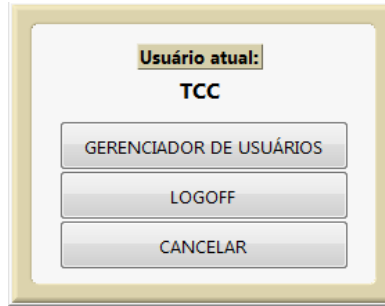 Usuário atual:
TCC
GERENCIADOR DE USUÁRIOS
LOGOFF
CANCELAR